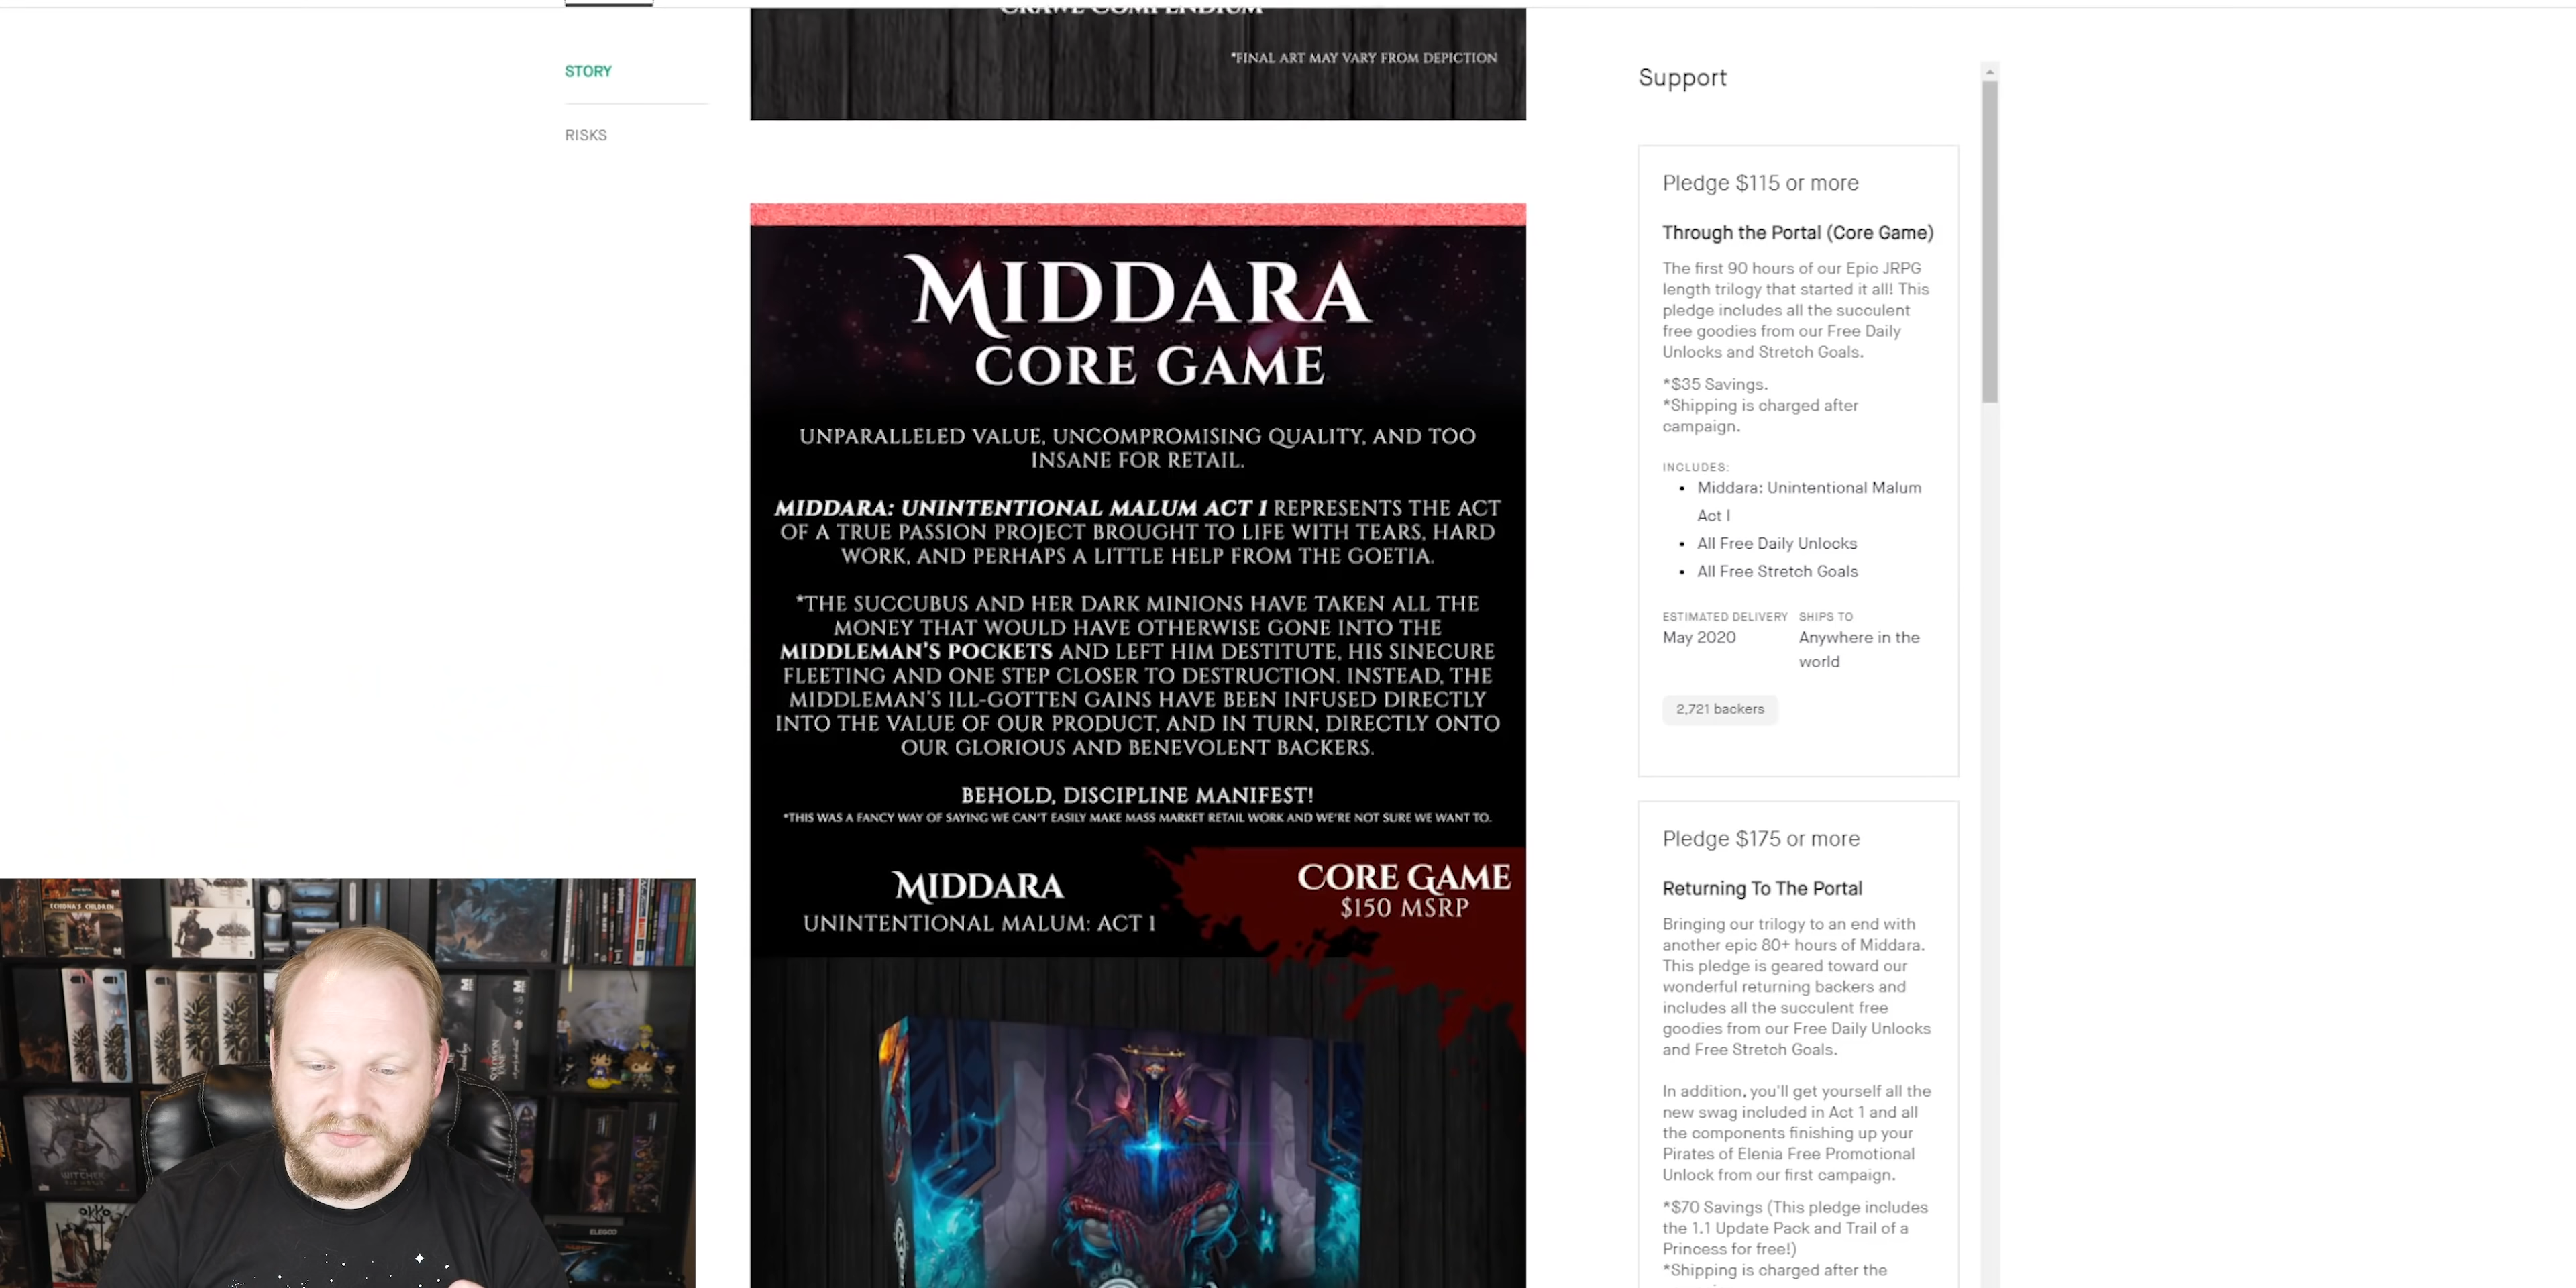 CRAWL COMPENDIUM
*FINAL ART MAY VARY FROM DEPICTION
STORY
RISKS
MIDDARA
CORE GAME
UNPARALLELED VALUE, UNCOMPROMISING QUALITY, AND TOO
INSANE FOR RETAIL.
MIDDARA: UNINTENTIONAL MALUM ACT 1 REPRESENTS THE ACT
OF A TRUE PASSION PROJECT BROUGHT TO LIFE WITH TEARS, HARD
WORK, AND PERHAPS A LITTLE HELP FROM THE GOETIA.
*THE SUCCUBUS AND HER DARK MINIONS HAVE TAKEN ALL THE
MONEY THAT WOULD HAVE OTHERWISE GONE INTO THE
MIDDLEMAN'S POCKETS AND LEFT HIM DESTITUTE, HIS SINECURE
FLEETING AND ONE STEP CLOSER TO DESTRUCTION. INSTEAD, THE
MIDDLEMAN'S ILL-GOTTEN GAINS HAVE BEEN INFUSED DIRECTLY
INTO THE VALUE OF OUR PRODUCT, AND IN TURN, DIRECTLY ONTO
OUR GLORIOUS AND BENEVOLENT BACKERS.
BEHOLD, DISCIPLINE MANIFEST!
*THIS WAS A FANCY WAY OF SAYING WE CAN'T EASILY MAKE MASS MARKET RETAIL WORK AND WE'RE NOT SURE WE WANT TO.
MIDDARA
UNINTENTIONAL MALUM: ACT 1
CORE GAME
$150 MSRP
Support
Pledge $115 or more
Through the Portal (Core Game)
The first 90 hours of our Epic JRPG
length trilogy that started it all! This
pledge includes all the succulent
free goodies from our Free Daily
Unlocks and Stretch Goals.
*$35 Savings.
*Shipping is charged after
campaign.
INCLUDES:
• Middara: Unintentional Malum
Act I
• All Free Daily Unlocks
• All Free Stretch Goals
ESTIMATED DELIVERY SHIPS TO
May 2020 Anywhere in the
world
2,721 backers
Pledge $175 or more
Returning To The Portal
Bringing our trilogy to an end with
another epic 80+ hours of Middara.
This pledge is geared toward our
wonderful returning backers and
includes all the succulent free
goodies from our Free Daily Unlocks
and Free Stretch Goals.
In addition, you'll get yourself all the
new swag included in Act 1 and all
the components finishing up your
Pirates of Elenia Free Promotional
Unlock from our first campaign.
*$70 Savings (This pledge includes
the 1.1 Update Pack and Trail of a
Princess for free!)
*Shipping is charged after the
ECHIDNA'S CHILDREN
WITCHER
OKKO
ELEGOO